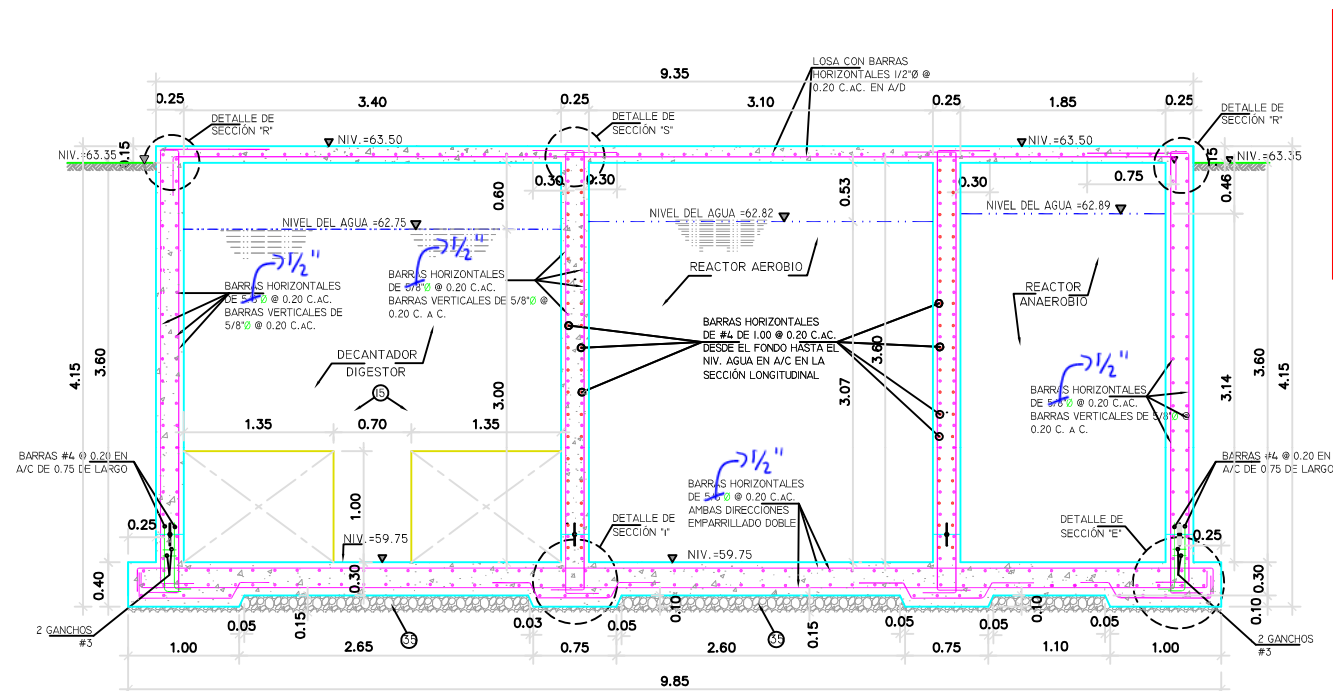 LOSA CON BARRAS
HORIZONTALES 1/2"Ø @
0.20 C.AC. EN A/D
9.35
0.25
3.40
0.25
3.10
0.25
1.85
0.25
DETALLE DE
SECCIÓN "R"
DETALLE DE
SECCIÓN "S"
DETALLE DE
SECCIÓN "R"
NIV.=63.35
0.15
NIV.=63.50
NIV.=63.50
NIV.=63.35
0.30
0.30
0.30
0.75
0.46
0.60
0.53
NIVEL DEL AGUA =62.75
NIVEL DEL AGUA =62.82
NIVEL DEL AGUA =62.89
1/2"
1/2"
BARRAS HORIZONTALES
DE 5/8"Ø @ 0.20 C.AC.
BARRAS VERTICALES DE
5/8"Ø @ 0.20 C.AC.
BARRAS HORIZONTALES
DE 5/8"Ø @ 0.20 C.AC.
BARRAS VERTICALES DE 5/8"Ø @
0.20 C. A C.
REACTOR AEROBIO
REACTOR
ANAEROBIO
BARRAS HORIZONTALES
DE #4 DE 1.00 @ 0.20 C.AC.
DESDE EL FONDO HASTA EL
NIV. AGUA EN A/C EN LA
SECCIÓN LONGITUDINAL
DECANTADOR
DIGESTOR
15
4.15
3.60
3.00
3.60
3.07
3.14
3.60
4.15
1/2"
BARRAS HORIZONTALES
DE 5/8"Ø @ 0.20 C.AC.
BARRAS VERTICALES DE 5/8"Ø @
0.20 C. A C.
1.35
0.70
1.35
BARRAS #4 @ 0.20 EN
A/C DE 0.75 DE LARGO
BARRAS #4 @ 0.20 EN
A/C DE 0.75 DE LARGO
1/2"
BARRAS HORIZONTALES
DE 5/8"Ø @ 0.20 C.AC.
AMBAS DIRECCIONES
EMPARRILLADO DOBLE
1.00
0.25
DETALLE DE
SECCIÓN "I"
DETALLE DE
SECCIÓN "E"
0.25
NIV.=59.75
NIV.=59.75
0.40
0.30
0.30
0.10
0.10
0.10
2 GANCHOS
#3
0.05
0.15
35
0.03
0.05
35
0.15
0.05
0.05
0.05
2 GANCHOS
#3
1.00
2.65
0.75
2.60
0.75
1.10
1.00
9.85